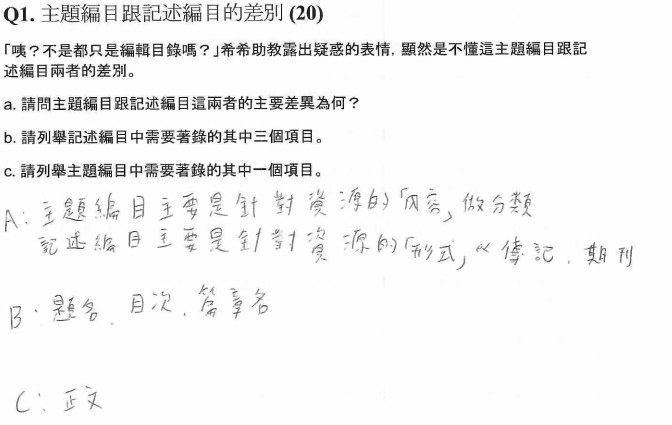 Q1. 主題編目跟記述編目的差別 (20)
「咦？不是都只是編輯目錄嗎？」希希助教露出疑惑的表情, 顯然是不懂這主題編目跟記
述編目兩者的差別。
a. 請問主題編目跟記述編目這兩者的主要差異為何？
b. 請列舉記述編目中需要著錄的其中三個項目。
c. 請列舉主題編目中需要著錄的其中一個項目。
A: 主題編目主要是針對資源的「內容」做分類
記述編目主要是針對資源的「形式」 傳記、期刊
B: 題名、目次、篇章名
C: 正文